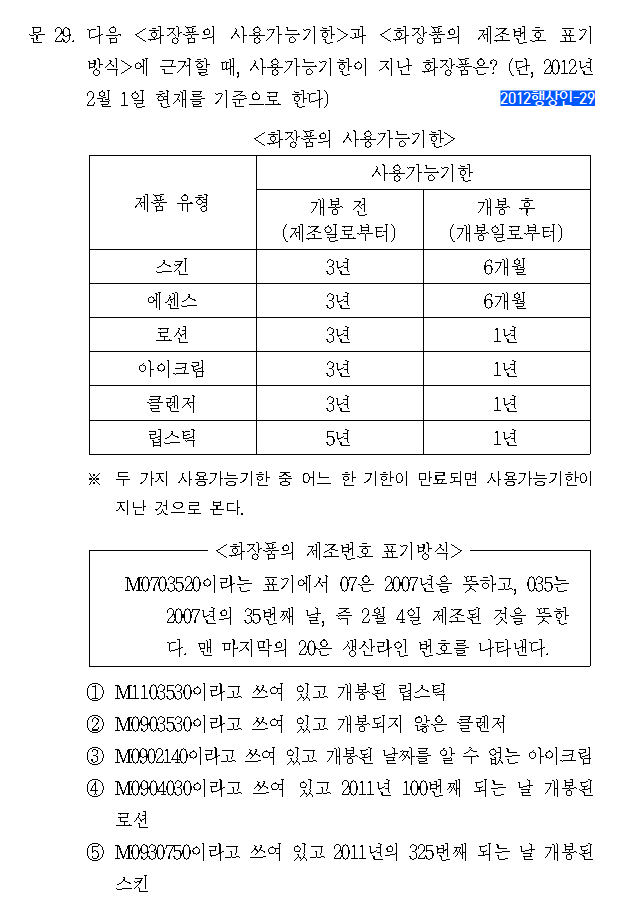 문 29. 다음 <화장품의 사용가능기한>과 <화장품의 제조번호 표기
방식>에 근거할 때, 사용가능기한이 지난 화장품은? (단, 2012년
2월 1일 현재를 기준으로 한다)
2012행상인-29
<화장품의 사용가능기한>
제품 유형
사용가능기한
개봉 전
(제조일로부터)
개봉 후
(개봉일로부터)
스킨 3년 6개월
에센스 3년 6개월
로션 3년 1년
아이크림 3년 1년
클렌저 3년 1년
립스틱 5년 1년
※ 두 가지 사용가능기한 중 어느 한 기한이 만료되면 사용가능기한이
지난 것으로 본다.
<화장품의 제조번호 표기방식>
M0703520이라는 표기에서 07은 2007년을 뜻하고, 035는
2007년의 35번째 날, 즉 2월 4일 제조된 것을 뜻한
다. 맨 마지막의 20은 생산라인 번호를 나타낸다.
① M1103530이라고 쓰여 있고 개봉된 립스틱
② M0903530이라고 쓰여 있고 개봉되지 않은 클렌저
③ M0902140이라고 쓰여 있고 개봉된 날짜를 알 수 없는 아이크림
④ M0904030이라고 쓰여 있고 2011년 100번째 되는 날 개봉된
로션
⑤ M0930750이라고 쓰여 있고 2011년의 325번째 되는 날 개봉된
스킨